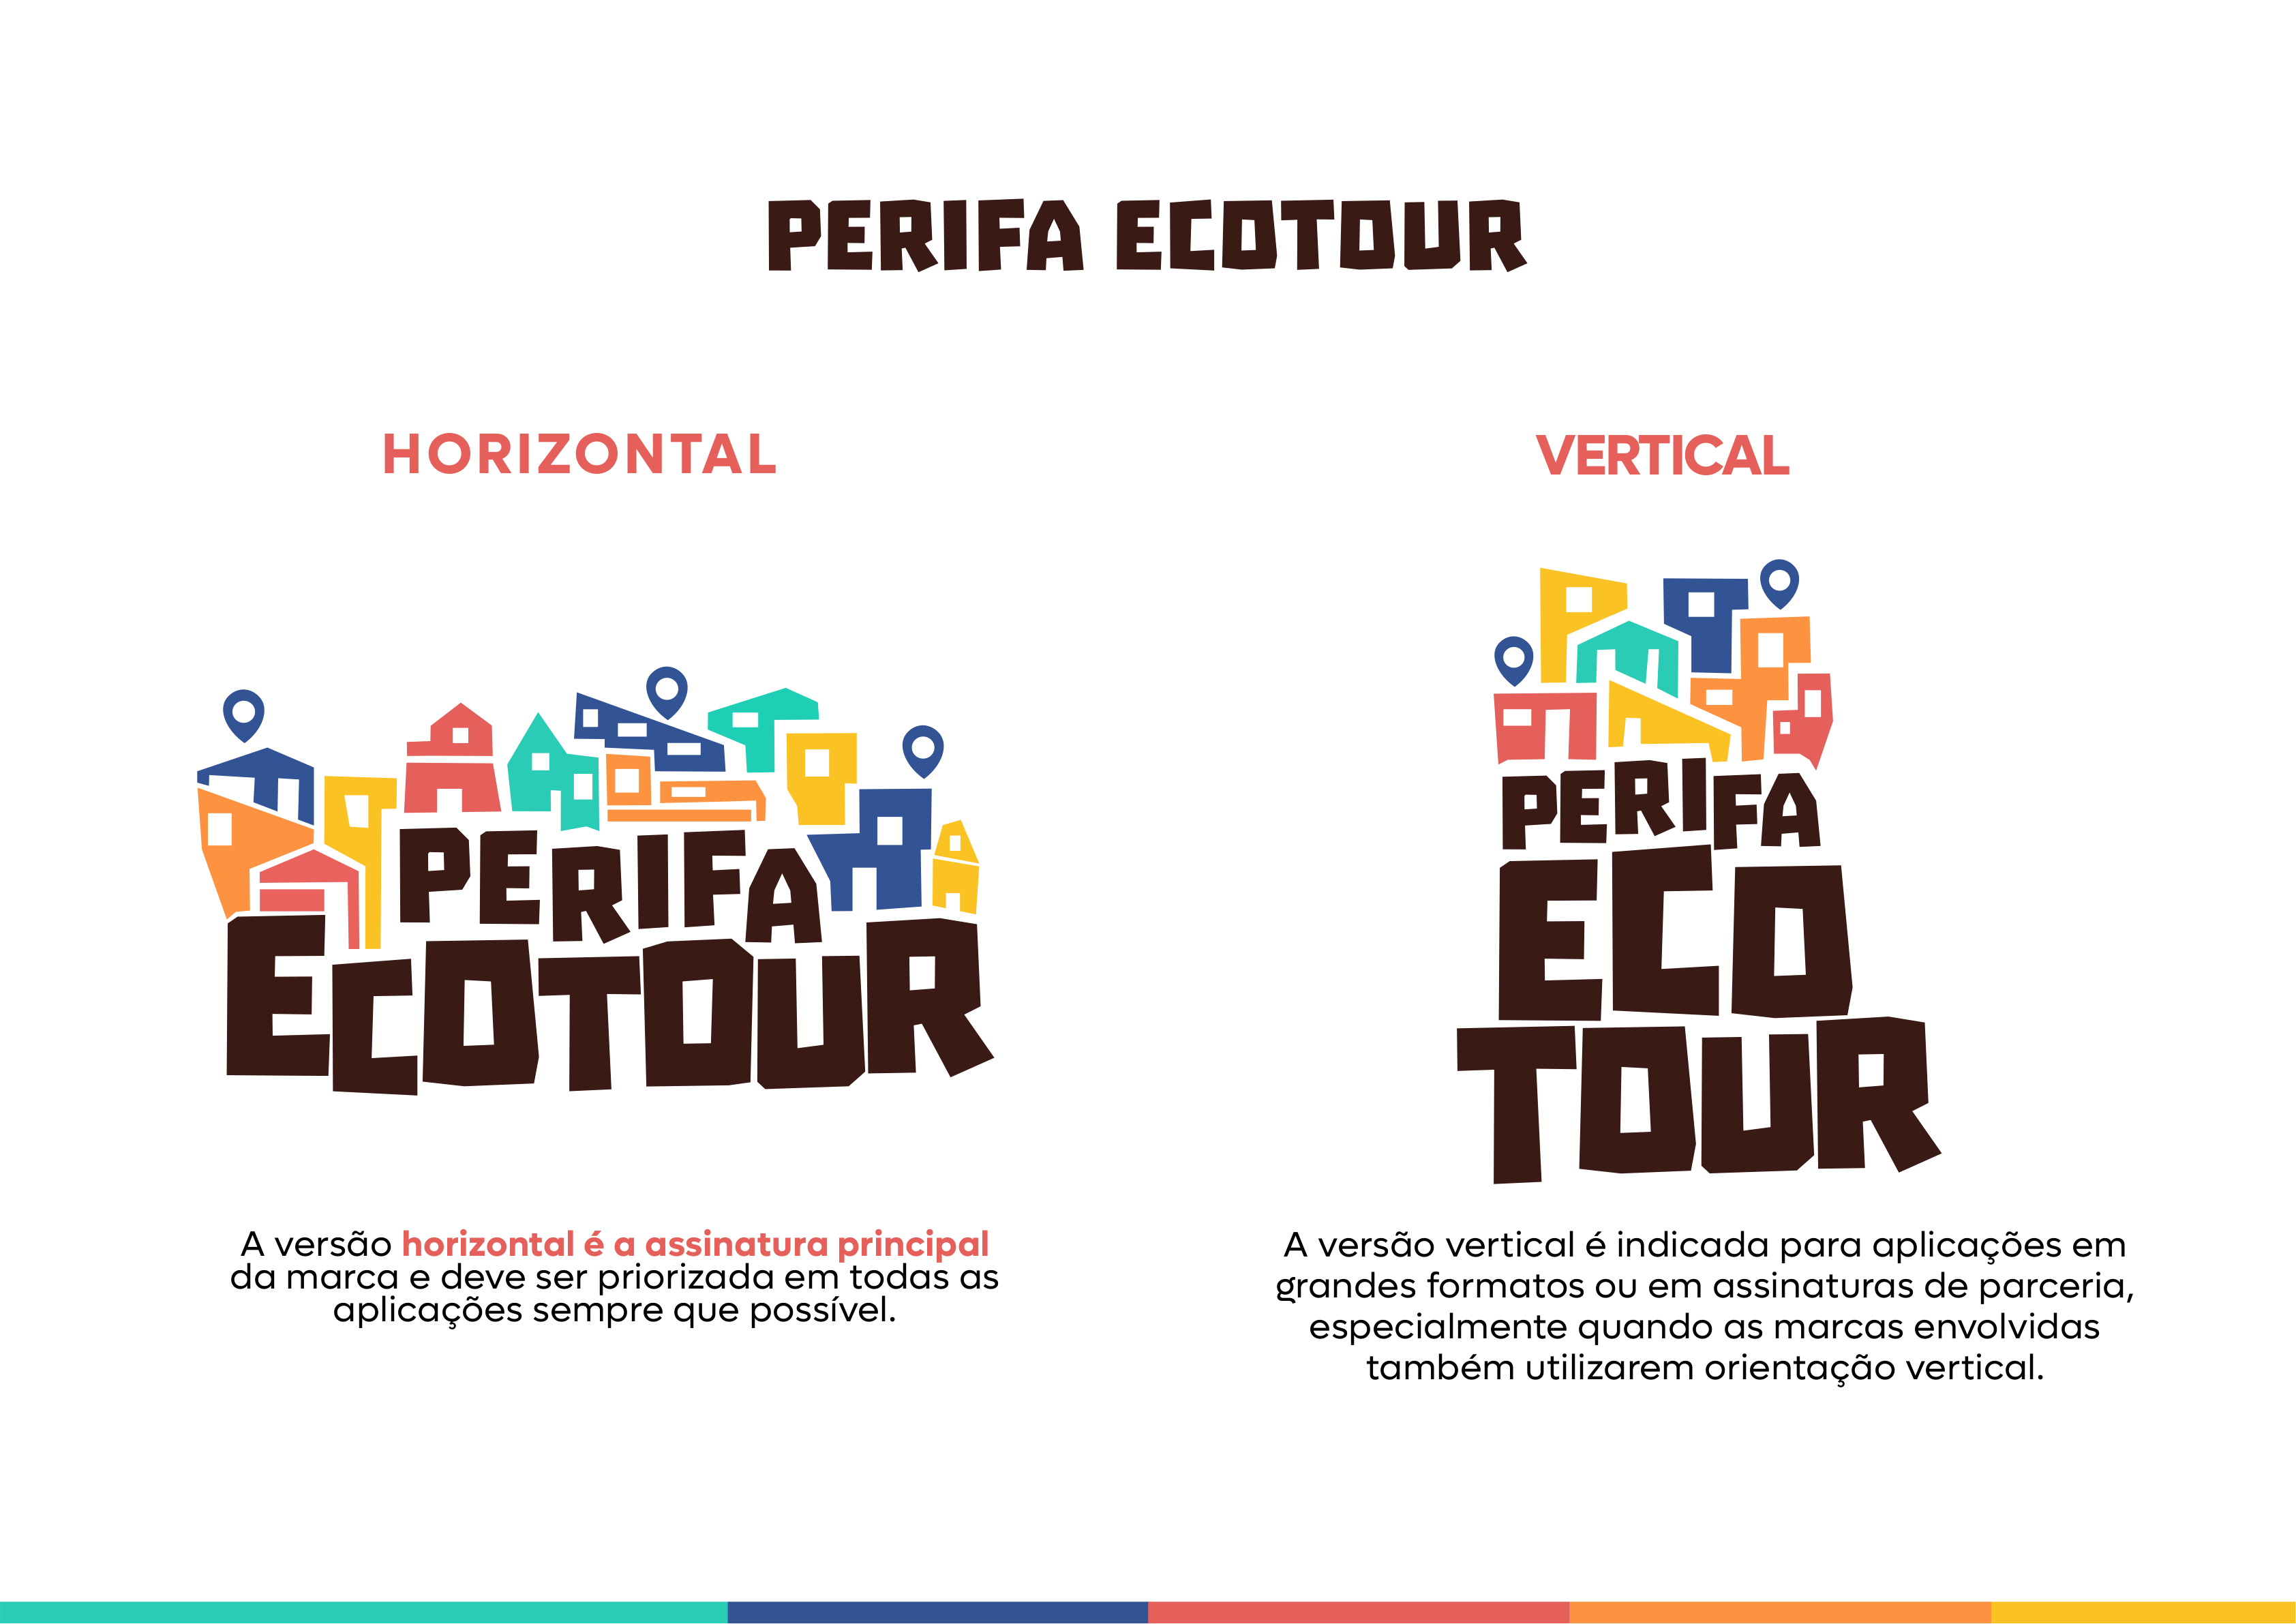 PERIFA ECOTOUR
HORIZONTAL
PERIFA
ECOTOUR
A versão horizontal é a assinatura principal
da marca e deve ser priorizada em todas as
aplicações sempre que possível.
VERTICAL
PERIFA
ECO
TOUR
A versão vertical é indicada para aplicações em
grandes formatos ou em assinaturas de parceria,
especialmente quando as marcas envolvidas
também utilizarem orientação vertical.